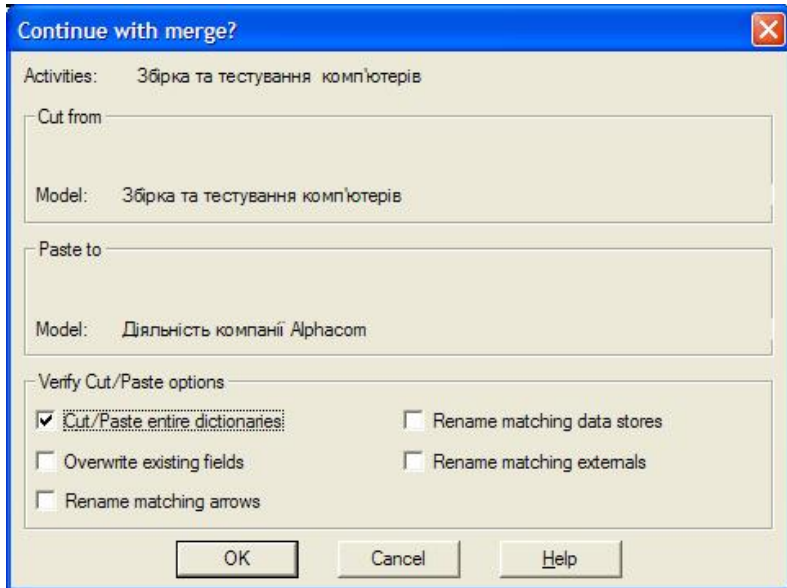 Continue with merge?
Activities: Збірка та тестування комп'ютерів
Cut from
Model: Збірка та тестування комп'ютерів
Paste to
Model: Діяльність компанії Alphacom
Verify Cut/Paste options
Cut/Paste entire dictionaries
Rename matching data stores
Overwrite existing fields
Rename matching externals
Rename matching arrows
OK Cancel Help